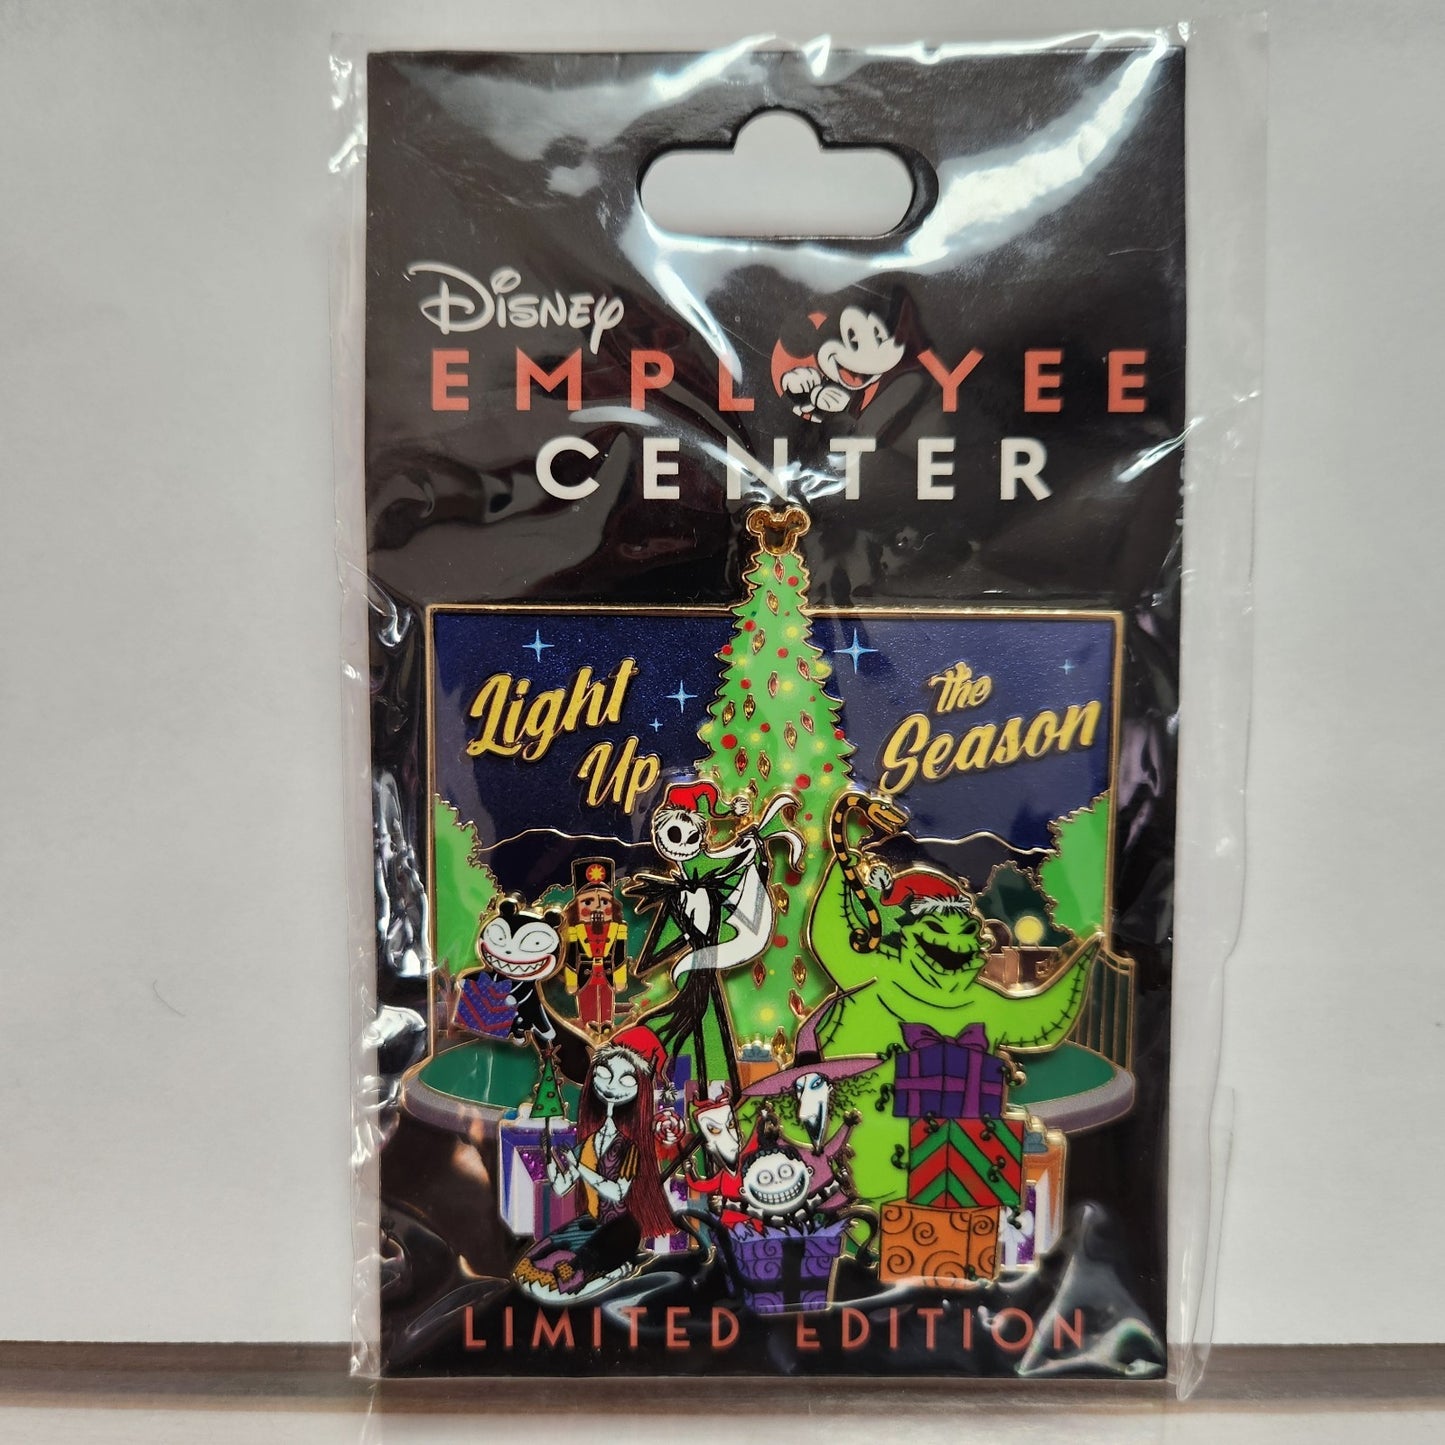 Disney
EMPLOYEE
CENTER
Light
Up
the
Season
LIMITED EDITION